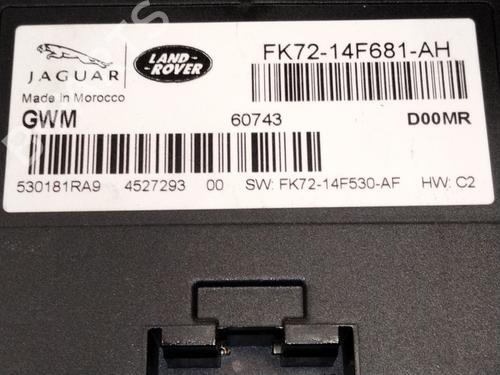 JAGUAR
LAND
ROVER
FK72-14F681-AH
Made in Morocco
GWM 60743 D00MR
530181RA9 4527293 00 SW: FK72-14F530-AF HW: C2